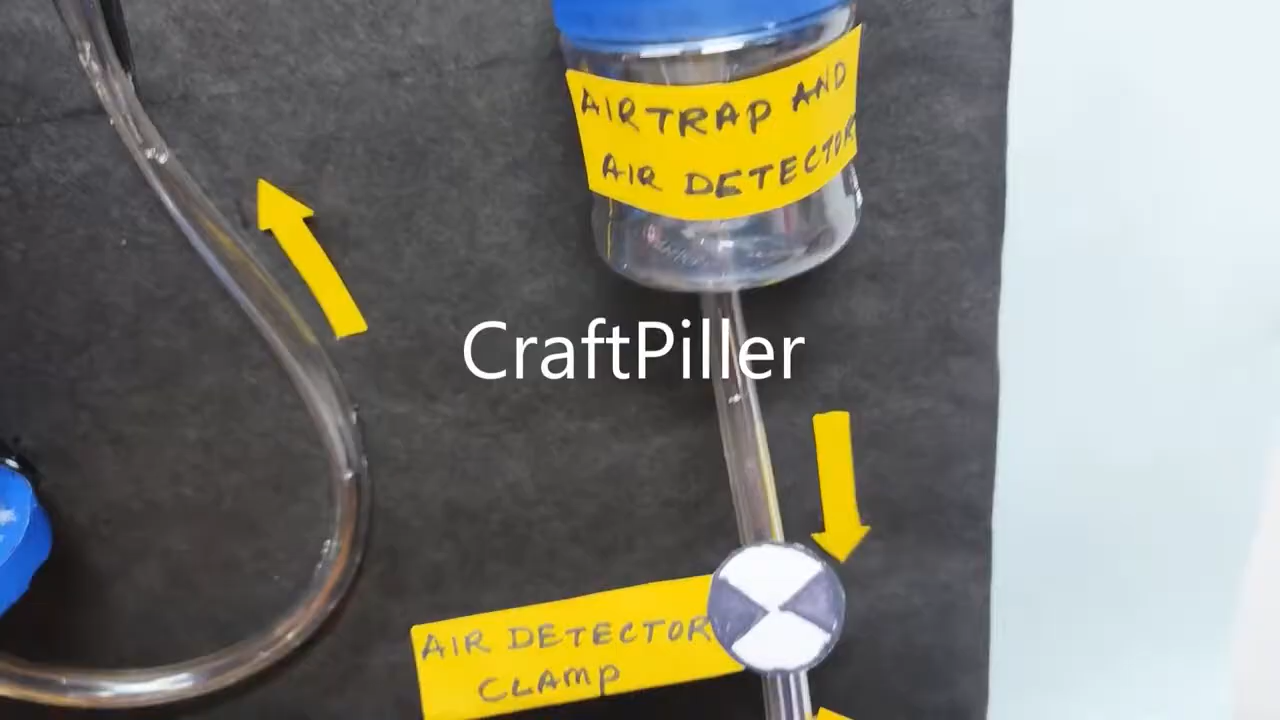 AIRTRAP AND
AIR DETECTOR
CraftPiller
AIR DETECTOR
CLAMP